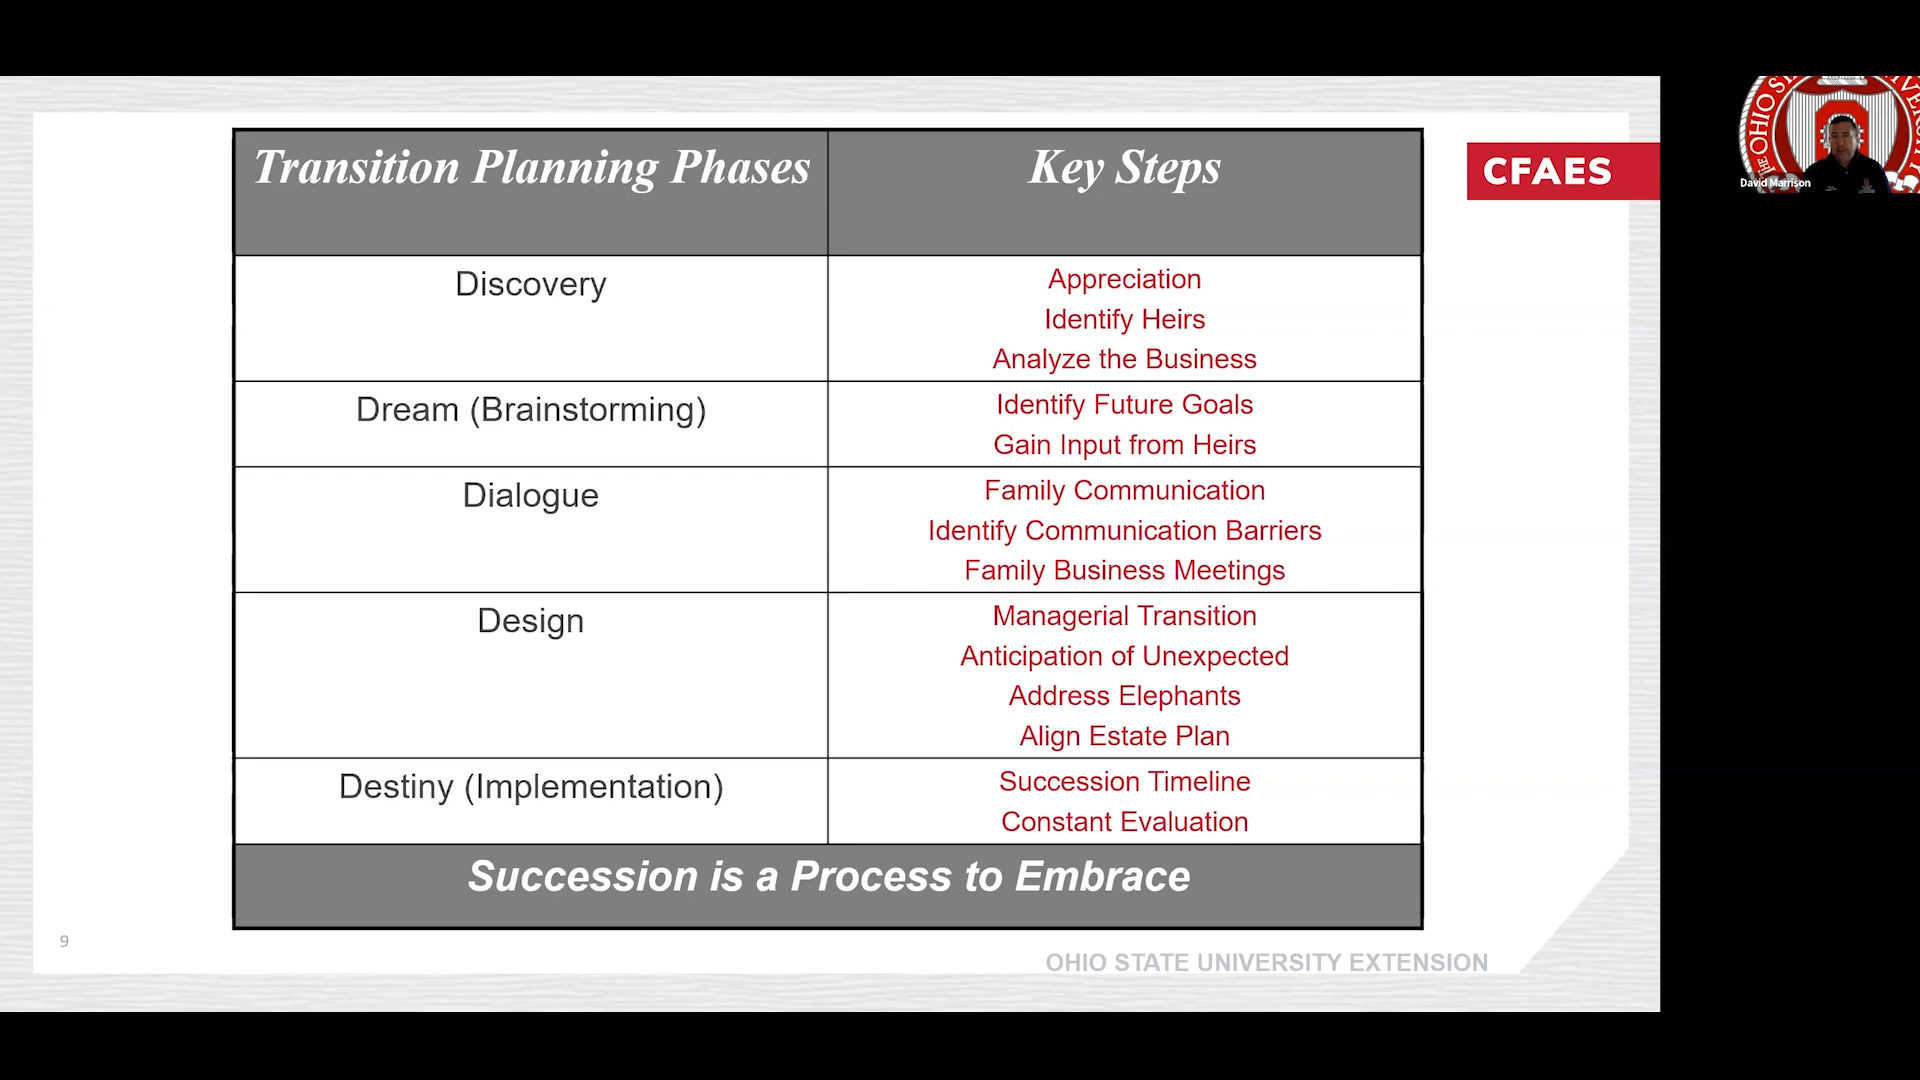 Transition Planning Phases
Key Steps
Discovery
Appreciation
Identify Heirs
Analyze the Business
Dream (Brainstorming)
Identify Future Goals
Gain Input from Heirs
Dialogue
Family Communication
Identify Communication Barriers
Family Business Meetings
Design
Managerial Transition
Anticipation of Unexpected
Address Elephants
Align Estate Plan
Destiny (Implementation)
Succession Timeline
Constant Evaluation
Succession is a Process to Embrace
9
OHIO STATE UNIVERSITY EXTENSION
CFAES
THE OHIO S
David Marrison